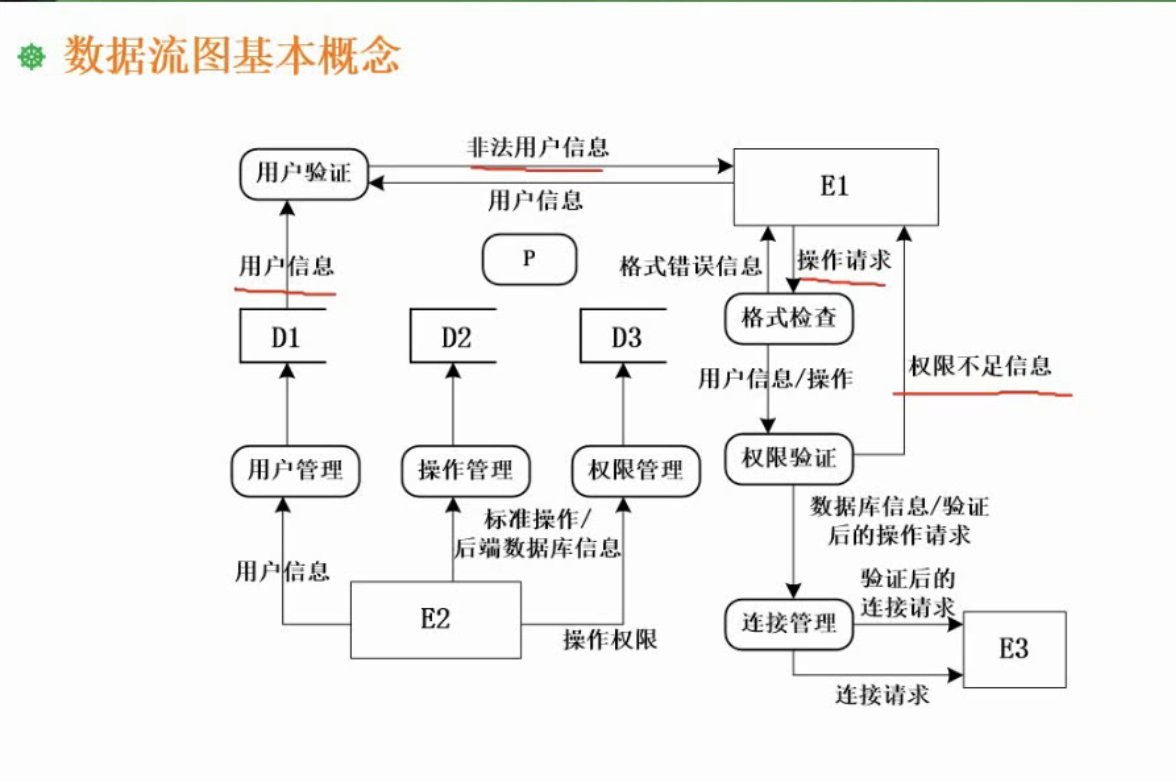 数据流图基本概念
非法用户信息
用户验证
E1
用户信息
P
用户信息
格式错误信息
操作请求
D1
D2
D3
格式检查
权限不足信息
用户信息/操作
用户管理
操作管理
权限管理
权限验证
标准操作/
后端数据库信息
数据库信息/验证
后的操作请求
用户信息
验证后的
连接请求
E2
操作权限
连接管理
E3
连接请求